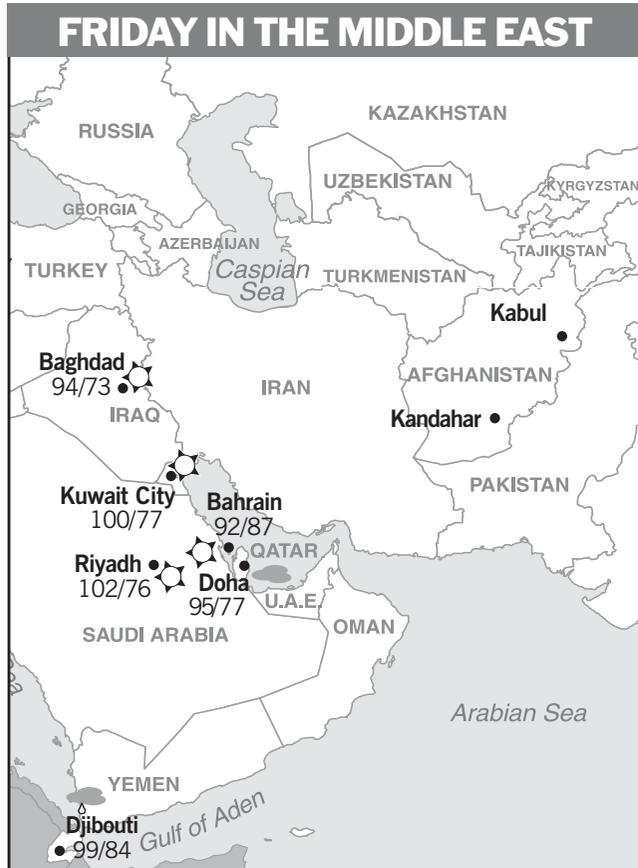 FRIDAY IN THE MIDDLE EAST
KAZAKHSTAN
RUSSIA
UZBEKISTAN
KYRGYZSTAN
GEORGIA
AZERBAIJAN
TAJIKISTAN
TURKEY
Caspian
Sea
TURKMENISTAN
Kabul
Baghdad
94/73
IRAN
AFGHANISTAN
IRAQ
Kandahar
PAKISTAN
Kuwait City
100/77
Bahrain
92/87
QATAR
Riyadh
102/76
Doha
95/77
U.A.E.
SAUDI ARABIA
OMAN
Arabian Sea
YEMEN
Gulf of Aden
Djibouti
99/84